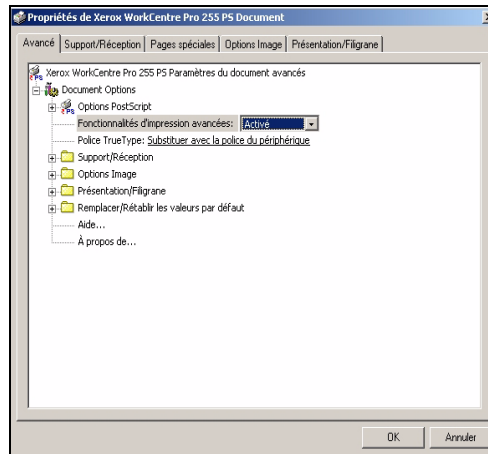 Propriétés de Xerox WorkCentre Pro 255 PS Document
Avancé Support/Réception Pages spéciales Options Image Présentation/Filigrane
Xerox WorkCentre Pro 255 PS Paramètres du document avancés
Document Options
Options PostScript
Fonctionnalités d'impression avancées: Activé
Police TrueType: Substituer avec la police du périphérique
Support/Réception
Options Image
Présentation/Filigrane
Remplacer/Rétablir les valeurs par défaut
Aide...
À propos de...
OK Annuler